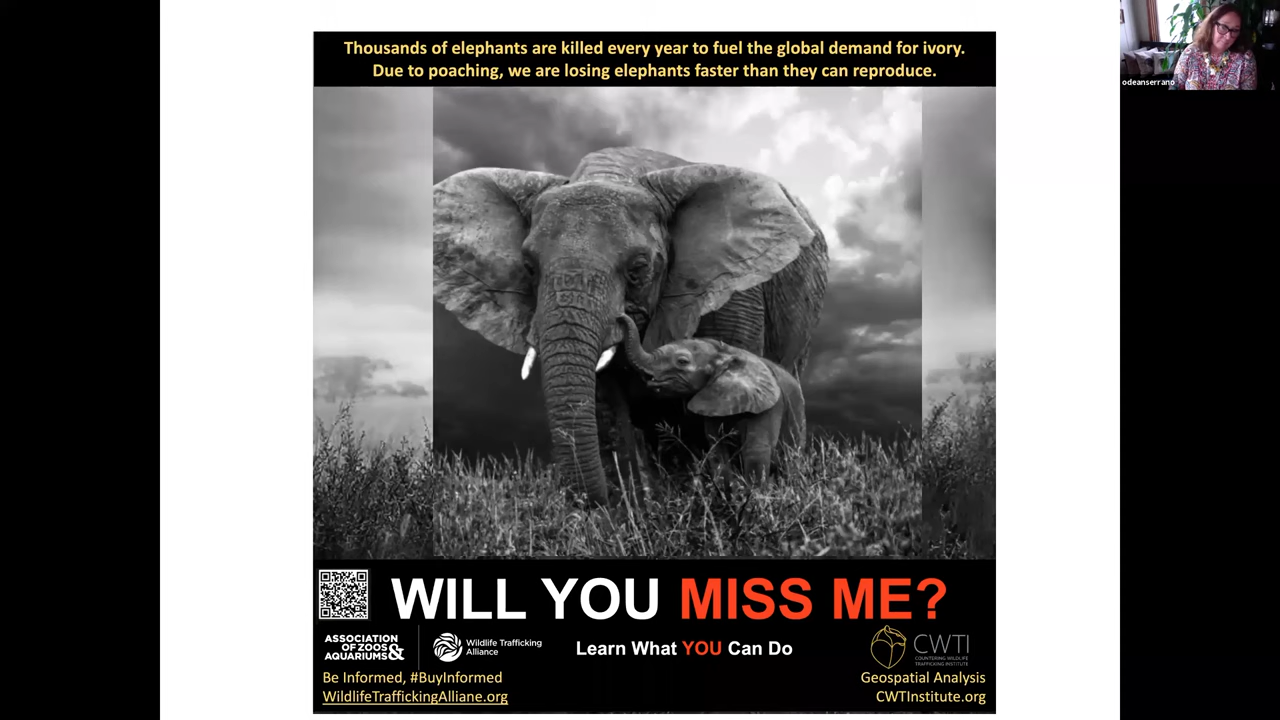 Thousands of elephants are killed every year to fuel the global demand for ivory.
Due to poaching, we are losing elephants faster than they can reproduce.
odeanserrano
WILL YOU MISS ME?
ASSOCIATION
OF ZOOS
AQUARIUMS &
Wildlife Trafficking
Alliance
Learn What YOU Can Do
CWTI
COUNTERING WILDLIFE
TRAFFICKING INSTITUTE
Be Informed, #BuyInformed
WildlifeTraffickingAlliane.org
Geospatial Analysis
CWTInstitute.org